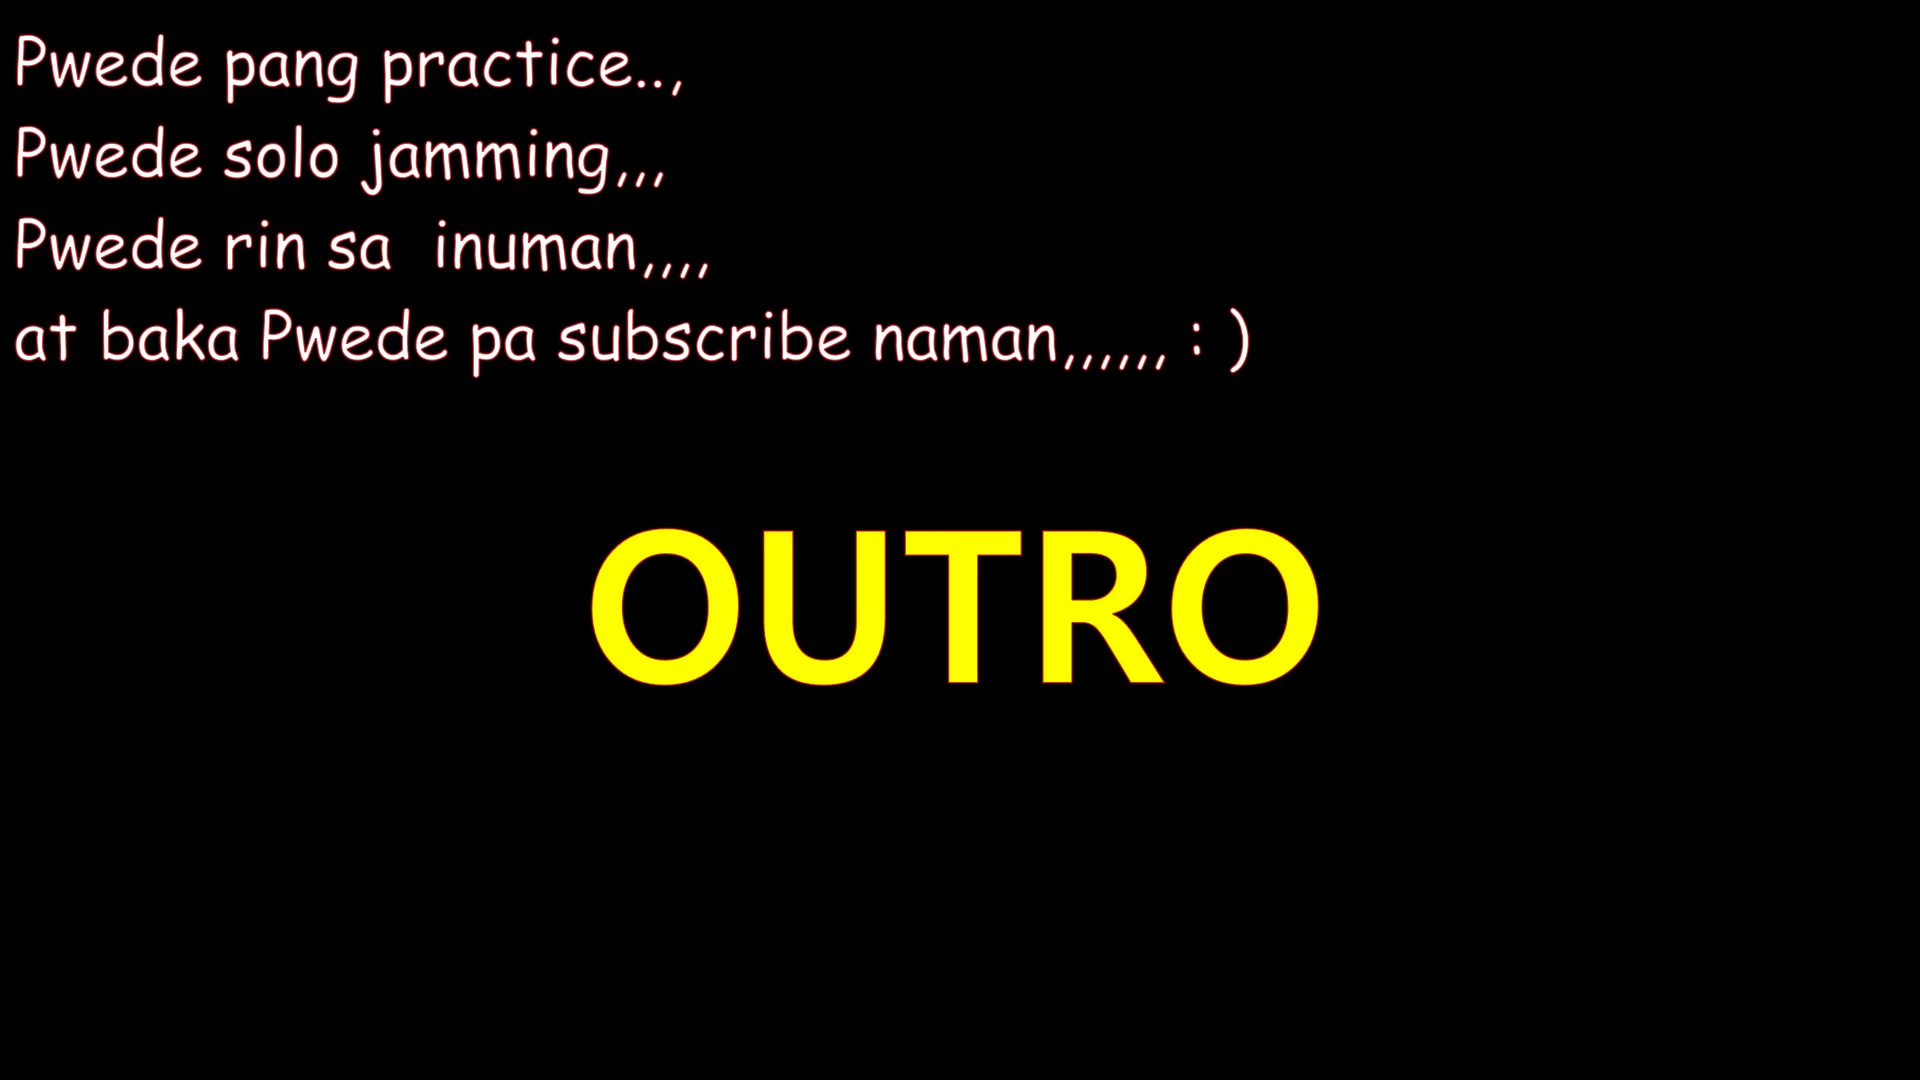 Pwede pang practice..,
Pwede solo jamming,,,
Pwede rin sa  inuman,,,,
at baka Pwede pa subscribe naman,,,,,, : )
OUTRO